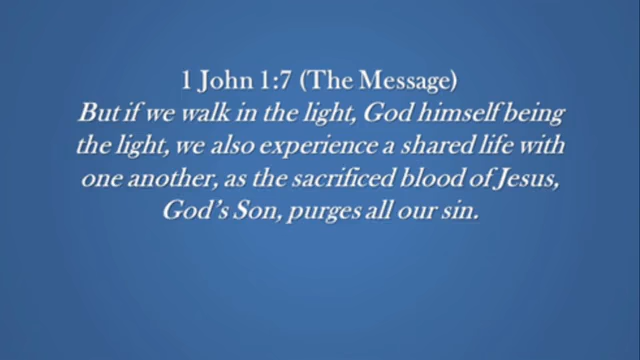 1 John 1:7 (The Message)
But if we walk in the light, God himself being
the light, we also experience a shared life with
one another, as the sacrificed blood of Jesus,
God's Son, purges all our sin.